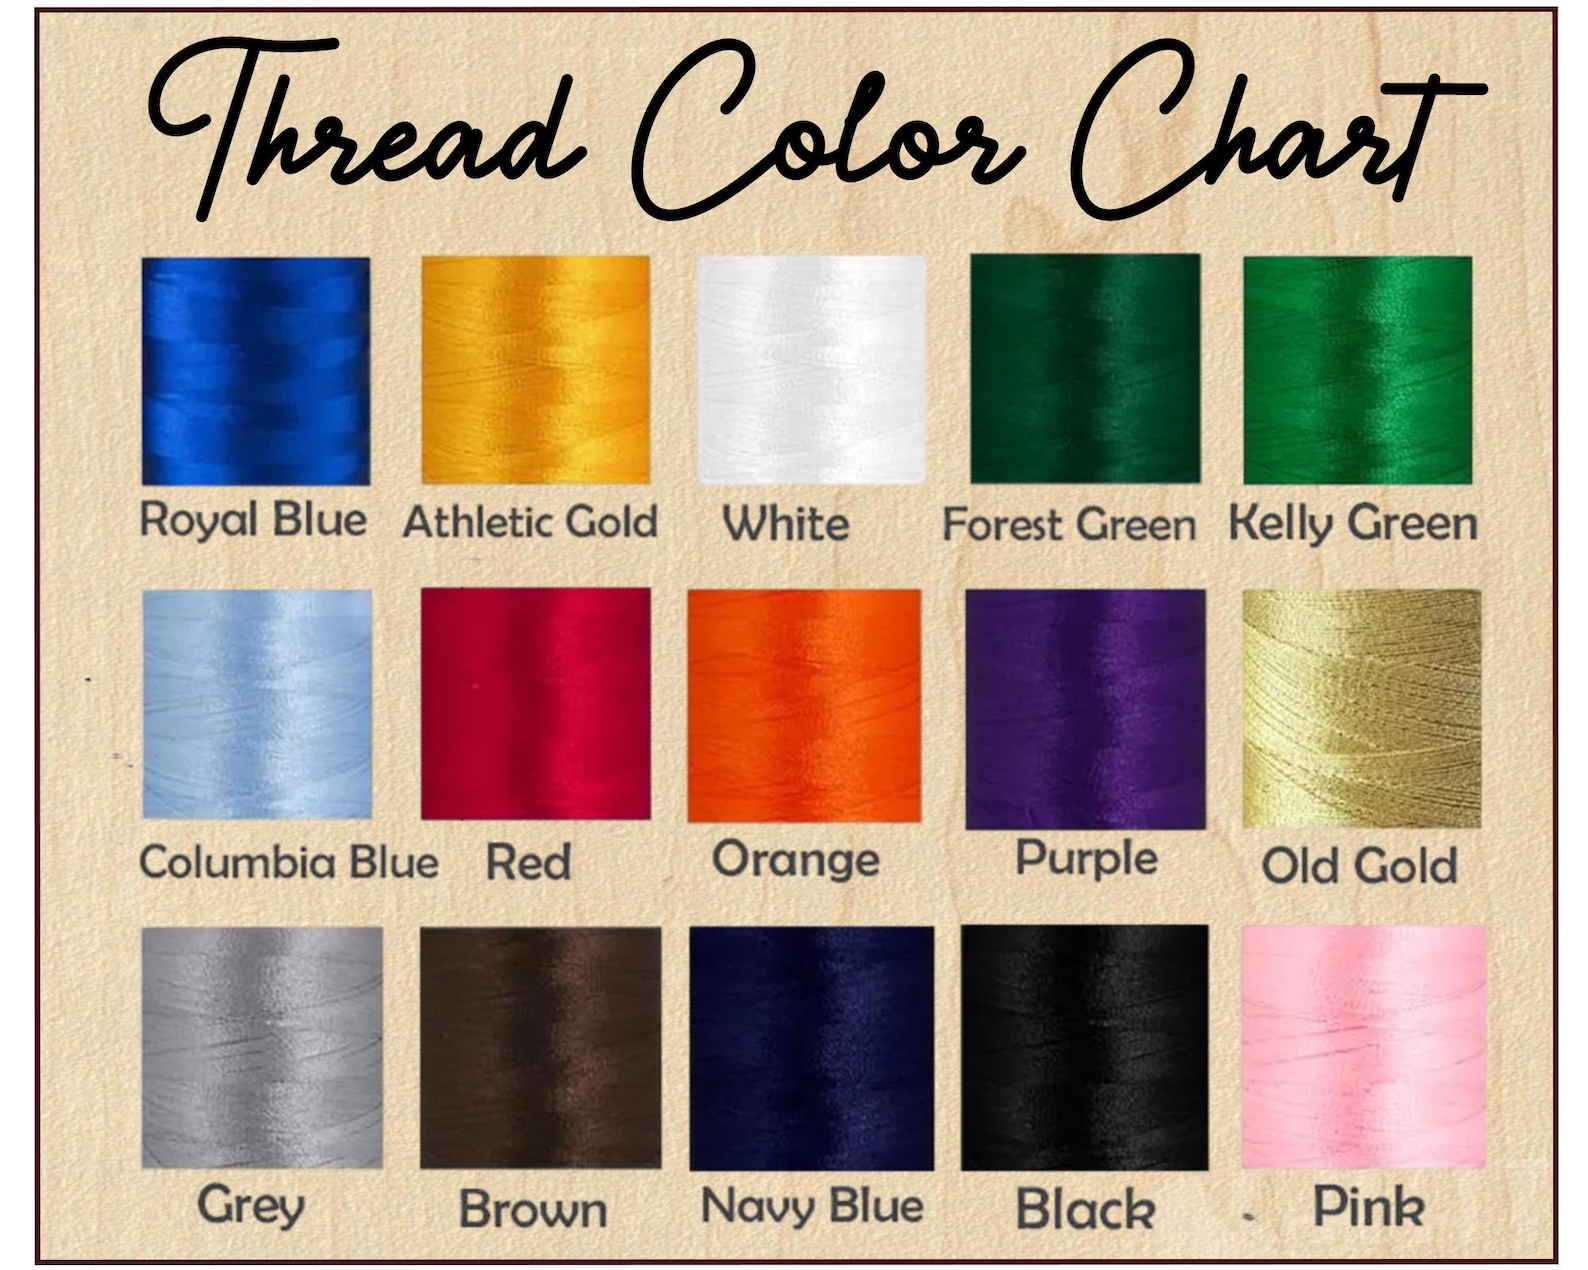 Thread Color Chart
Royal Blue Athletic Gold White Forest Green Kelly Green
Columbia Blue Red Orange Purple Old Gold
Grey Brown Navy Blue Black Pink